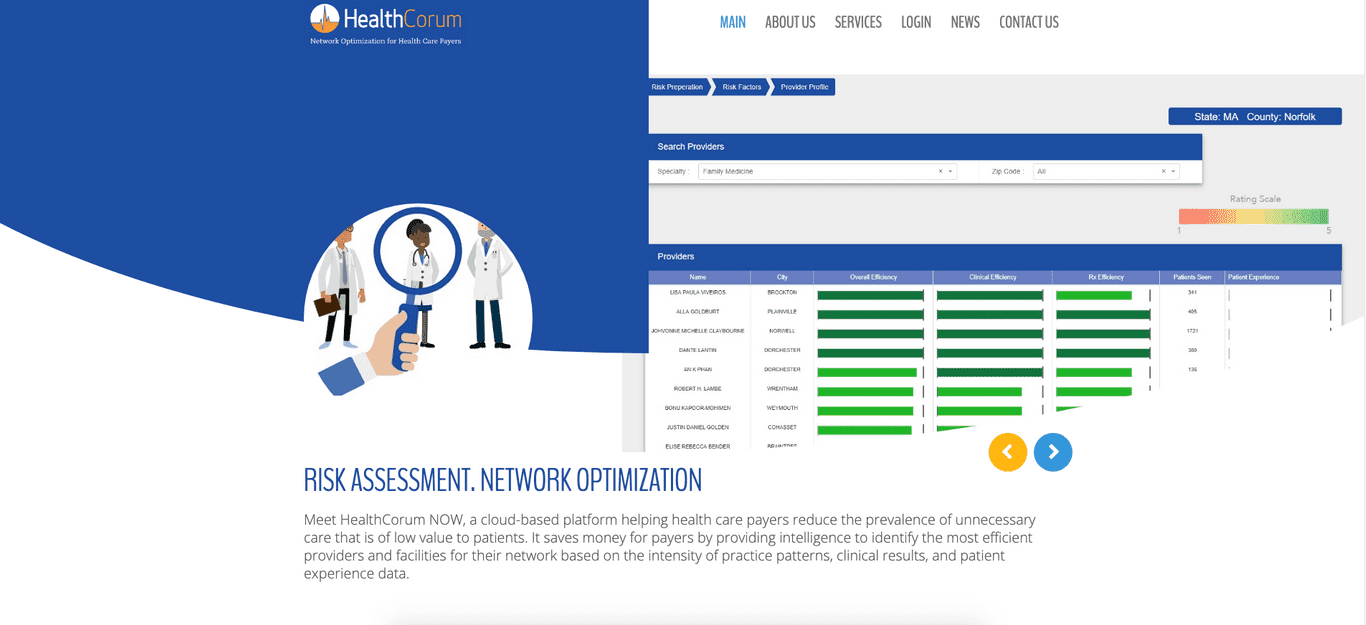 HealthCorum
Network Optimization for Health Care Payers
MAIN ABOUT US SERVICES LOGIN NEWS CONTACT US
Risk Preperation Risk Factors Provider Profile
State: MA County: Norfolk
Search Providers
Specialty : Family Medicine × Zip Code : All ×
Rating Scale
1 5
Providers
Name City Overall Efficiency Clinical Efficiency Rx Efficiency Patients Seen Patient Experience
LISA PAULA VIVEIROS BROCKTON 341
ALLA GOLDBURT PLAINVILLE 405
JOHVONNE MICHELLE CLAYBOURNE NORWELL 1721
DANTE LANTIN DORCHESTER 389
AN K PHAN DORCHESTER 135
ROBERT H. LAMBE WRENTHAM
BONU KAPOOR-MOHIMEN WEYMOUTH
JUSTIN DANIEL GOLDEN COHASSET
ELISE REBECCA BENDER
RISK ASSESSMENT. NETWORK OPTIMIZATION
Meet HealthCorum NOW, a cloud-based platform helping health care payers reduce the prevalence of unnecessary
care that is of low value to patients. It saves money for payers by providing intelligence to identify the most efficient
providers and facilities for their network based on the intensity of practice patterns, clinical results, and patient
experience data.